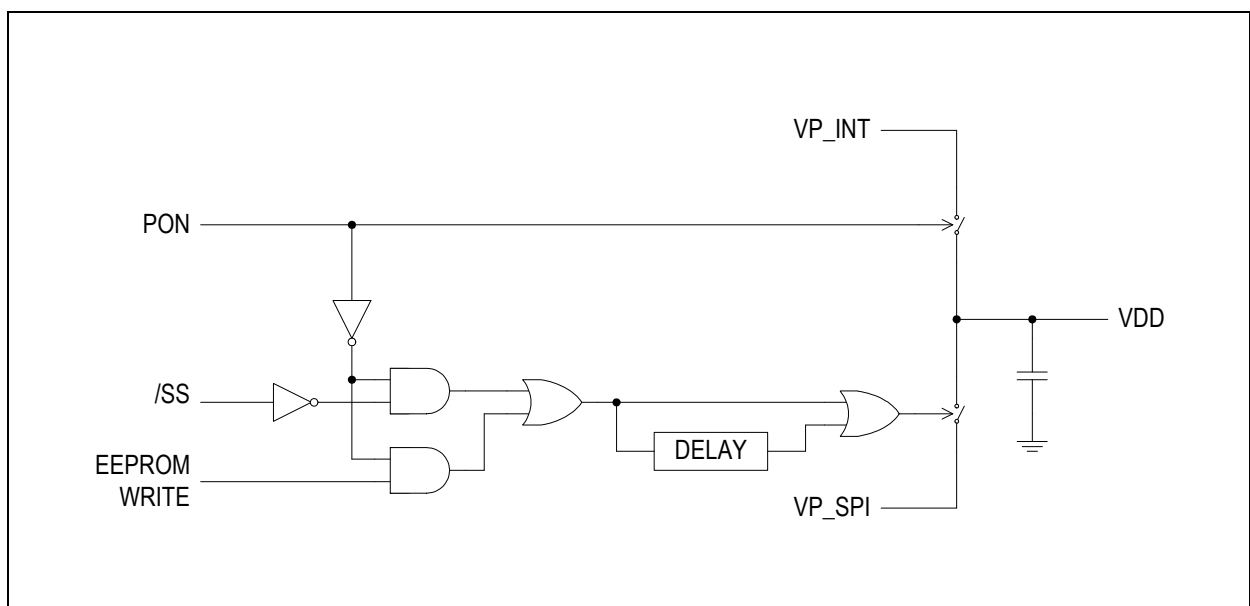 VP_INT
PON
VDD
/SS
DELAY
EEPROM
WRITE
VP_SPI